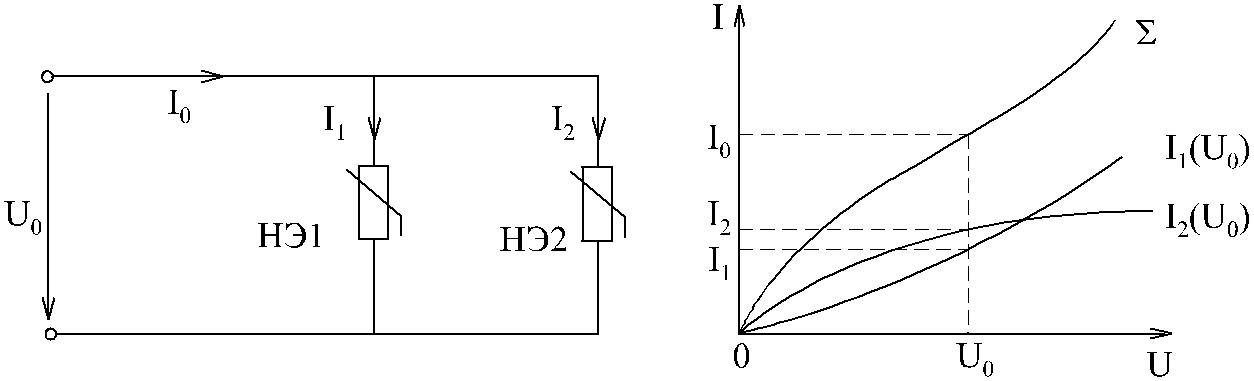 I₀
I₁
I₂
U₀
НЭ1
НЭ2
I
Σ
I₀
I₁(U₀)
I₂
I₂(U₀)
I₁
0
U₀
U